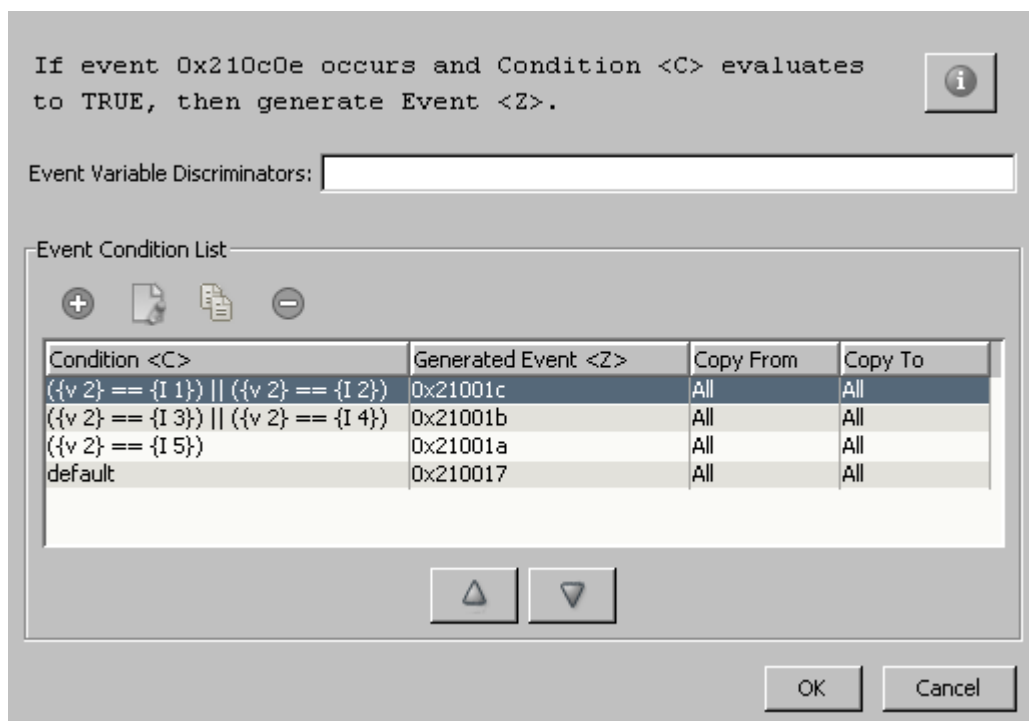 If event 0x210c0e occurs and Condition <C> evaluates
to TRUE, then generate Event <Z>.
Event Variable Discriminators:
Event Condition List
Condition <C> Generated Event <Z> Copy From Copy To
({v 2} == {I 1}) || ({v 2} == {I 2}) 0x21001c All All
({v 2} == {I 3}) || ({v 2} == {I 4}) 0x21001b All All
({v 2} == {I 5}) 0x21001a All All
default 0x210017 All All
OK Cancel